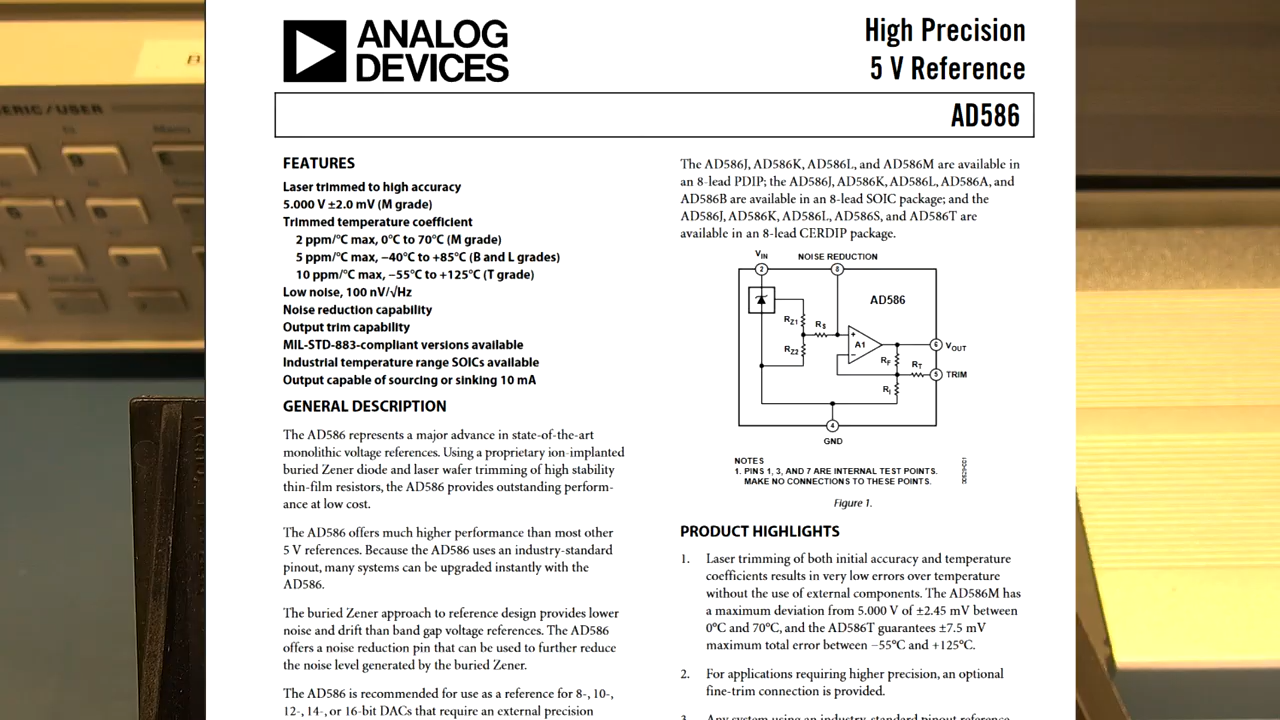 ANALOG
DEVICES
High Precision
5 V Reference
AD586
FEATURES
Laser trimmed to high accuracy
5.000 V ±2.0 mV (M grade)
Trimmed temperature coefficient
2 ppm/°C max, 0°C to 70°C (M grade)
5 ppm/°C max, −40°C to +85°C (B and L grades)
10 ppm/°C max, −55°C to +125°C (T grade)
Low noise, 100 nV/√Hz
Noise reduction capability
Output trim capability
MIL-STD-883-compliant versions available
Industrial temperature range SOICs available
Output capable of sourcing or sinking 10 mA
GENERAL DESCRIPTION
The AD586 represents a major advance in state-of-the-art
monolithic voltage references. Using a proprietary ion-implanted
buried Zener diode and laser wafer trimming of high stability
thin-film resistors, the AD586 provides outstanding perform-
ance at low cost.
The AD586 offers much higher performance than most other
5 V references. Because the AD586 uses an industry-standard
pinout, many systems can be upgraded instantly with the
AD586.
The buried Zener approach to reference design provides lower
noise and drift than band gap voltage references. The AD586
offers a noise reduction pin that can be used to further reduce
the noise level generated by the buried Zener.
The AD586 is recommended for use as a reference for 8-, 10-,
12-, 14-, or 16-bit DACs that require an external precision
The AD586J, AD586K, AD586L, and AD586M are available in
an 8-lead PDIP; the AD586J, AD586K, AD586L, AD586A, and
AD586B are available in an 8-lead SOIC package; and the
AD586J, AD586K, AD586L, AD586S, and AD586T are
available in an 8-lead CERDIP package.
VIN
NOISE REDUCTION
2
8
AD586
RZ1
RS
RZ2
A1
+
−
RF
RT
RI
6
VOUT
5
TRIM
4
GND
NOTES
1. PINS 1, 3, AND 7 ARE INTERNAL TEST POINTS.
MAKE NO CONNECTIONS TO THESE POINTS.
00529-001
Figure 1.
PRODUCT HIGHLIGHTS
1. Laser trimming of both initial accuracy and temperature
coefficients results in very low errors over temperature
without the use of external components. The AD586M has
a maximum deviation from 5.000 V of ±2.45 mV between
0°C and 70°C, and the AD586T guarantees ±7.5 mV
maximum total error between −55°C and +125°C.
2. For applications requiring higher precision, an optional
fine-trim connection is provided.
3. Any system using an industry-standard pinout reference
ERIC/USER